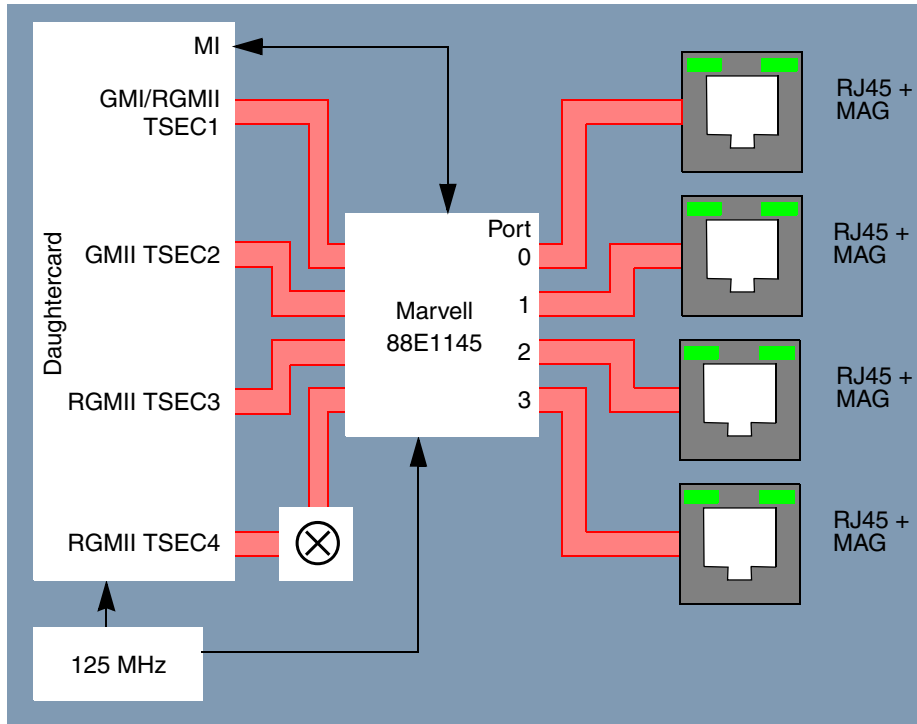 MI
GMI/RGMII
TSEC1
GMII TSEC2
RGMII TSEC3
RGMII TSEC4
Daughtercard
125 MHz
Marvell
88E1145
Port
0
1
2
3
RJ45 +
MAG
RJ45 +
MAG
RJ45 +
MAG
RJ45 +
MAG